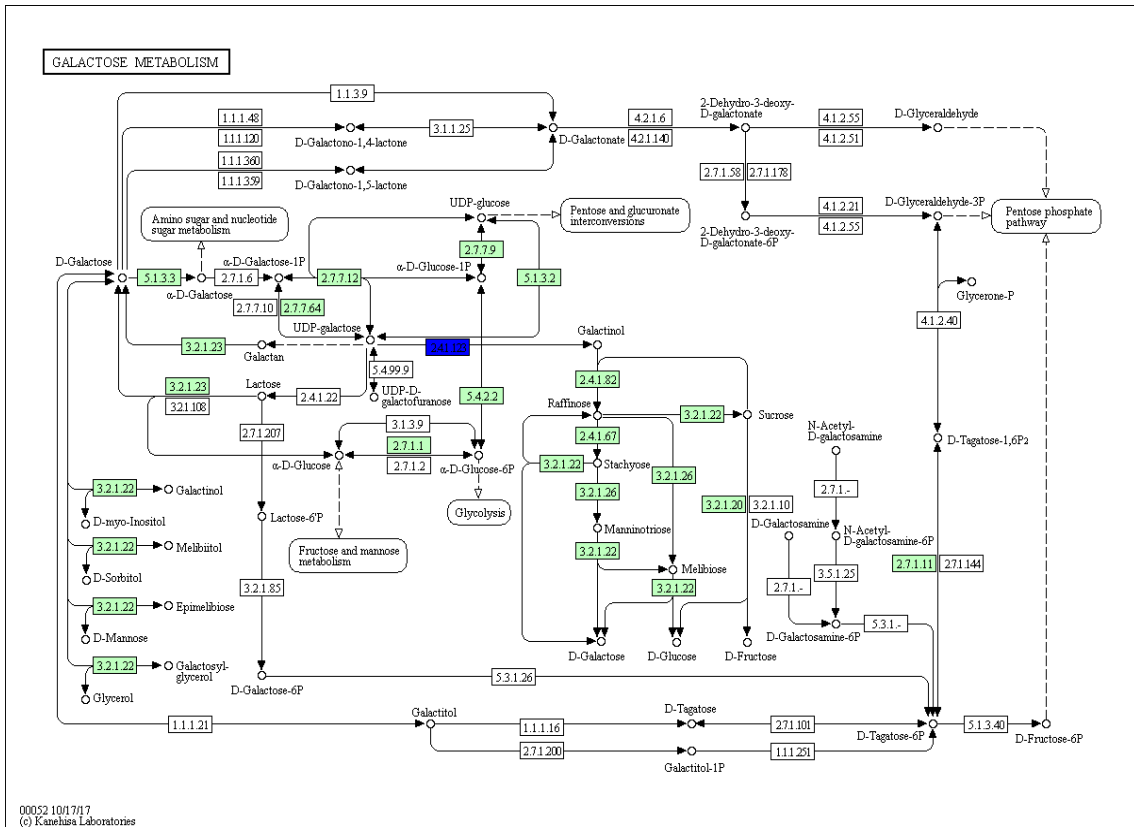 GALACTOSE METABOLISM
1.1.3.9
1.1.1.48
1.1.1.120
D-Galactono-1,4-lactone
3.1.1.25
D-Galactonate
4.2.1.6
4.2.1.140
2-Dehydro-3-deoxy-
D-galactonate
4.1.2.55
4.1.2.51
D-Glyceraldehyde
1.1.1.360
1.1.1.359
D-Galactono-1,5-lactone
2.7.1.58
2.7.1.178
Amino sugar and nucleotide
sugar metabolism
UDP-glucose
Pentose and glucuronate
interconversions
2-Dehydro-3-deoxy-
D-galactonate-6P
4.1.2.21
4.1.2.55
D-Glyceraldehyde-3P
Pentose phosphate
pathway
2.7.7.9
D-Galactose
5.1.3.3
α-D-Galactose
2.7.1.6
α-D-Galactose-1P
2.7.7.12
α-D-Glucose-1P
5.1.3.2
Glycerone-P
2.7.7.10
2.7.7.64
4.1.2.40
UDP-galactose
Galactinol
3.2.1.23
Galactan
5.4.99.9
UDP-D-
galactofuranose
5.4.2.2
2.4.1.82
3.2.1.23
3.2.1.108
Lactose
2.4.1.22
Raffinose
3.2.1.22
Sucrose
2.7.1.207
3.1.3.9
2.7.1.1
2.7.1.2
α-D-Glucose
α-D-Glucose-6P
2.4.1.67
3.2.1.22
Stachyose
3.2.1.26
3.2.1.26
N-Acetyl-
D-galactosamine
D-Tagatose-1,6P2
3.2.1.22
Galactinol
D-myo-Inositol
Lactose-6'P
Glycolysis
Manninotriose
3.2.1.20
3.2.1.10
2.7.1.-
D-Galactosamine
N-Acetyl-
D-galactosamine-6P
3.2.1.22
Melibiitol
D-Sorbitol
Fructose and mannose
metabolism
3.2.1.22
Melibiose
3.2.1.22
2.7.1.-
3.5.1.25
2.7.1.11
2.7.1.144
3.2.1.85
3.2.1.22
Epimelibiose
D-Mannose
D-Galactosamine-6P
5.3.1.-
3.2.1.22
Galactosyl-
glycerol
Glycerol
D-Galactose
D-Glucose
D-Fructose
D-Galactose-6P
5.3.1.26
1.1.1.21
Galactitol
1.1.1.16
D-Tagatose
2.7.1.101
D-Tagatose-6P
5.1.3.40
D-Fructose-6P
2.7.1.200
Galactitol-1P
1.1.1.251
00052 10/17/17
(c) Kanehisa Laboratories